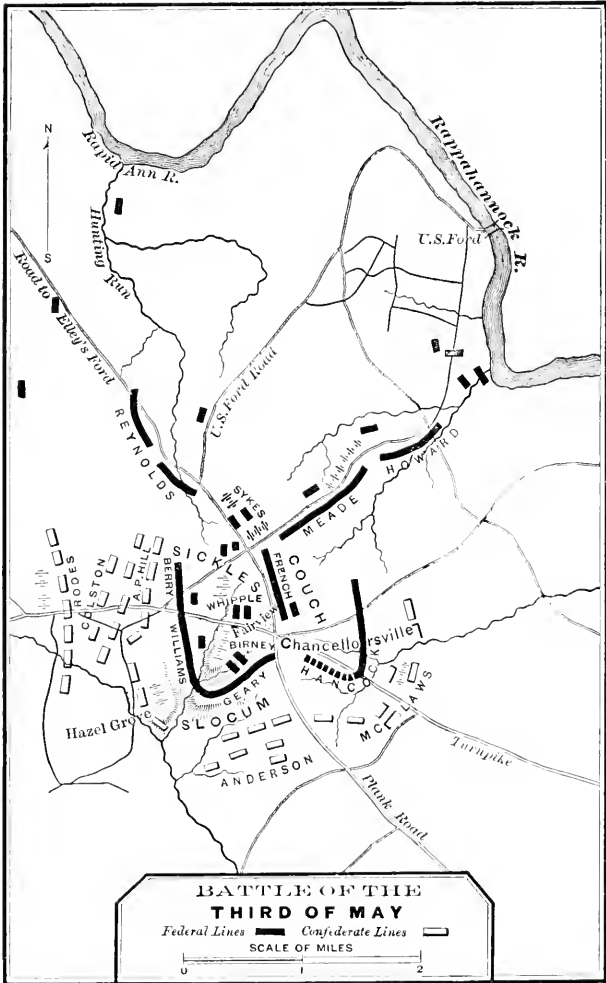 N
S
Rapid Ann R.
Rappahannock R.
Hunting Run
U.S. Ford
Road to Elley's Ford
U.S. Ford Road
REYNOLDS
HOWARD
MEADE
SYKES
SICKLES
COUCH
FRENCH
RODES
COLSTON
A.P. HILL
BERRY
WHIPPLE
Fairview
WILLIAMS
BIRNEY
Chancellorsville
HANCOCK
GEARY
SLOCUM
Hazel Grove
MC LAWS
ANDERSON
Turnpike
Plank Road
BATTLE OF THE
THIRD OF MAY
Federal Lines Confederate Lines
SCALE OF MILES
0 1 2